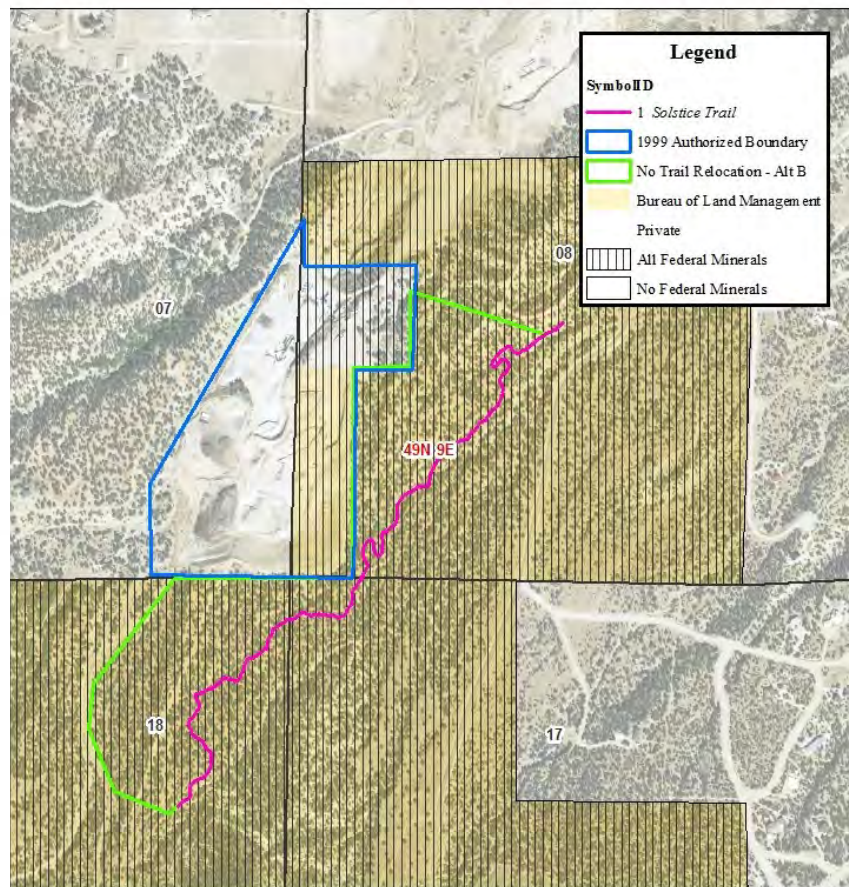 Legend
SymbolID
1 Solstice Trail
1999 Authorized Boundary
No Trail Relocation - Alt B
Bureau of Land Management
Private
All Federal Minerals
No Federal Minerals
08
07
49N 9E
18
17